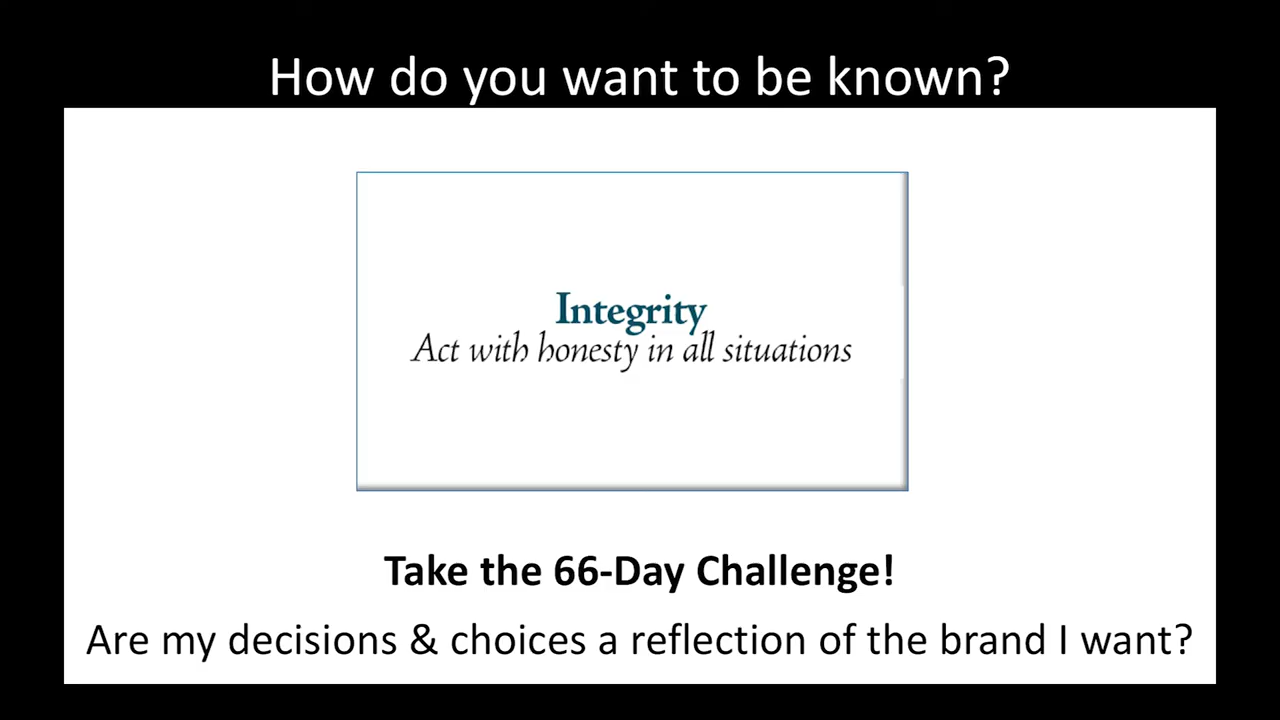 How do you want to be known?
Integrity
Act with honesty in all situations
Take the 66-Day Challenge!
Are my decisions & choices a reflection of the brand I want?